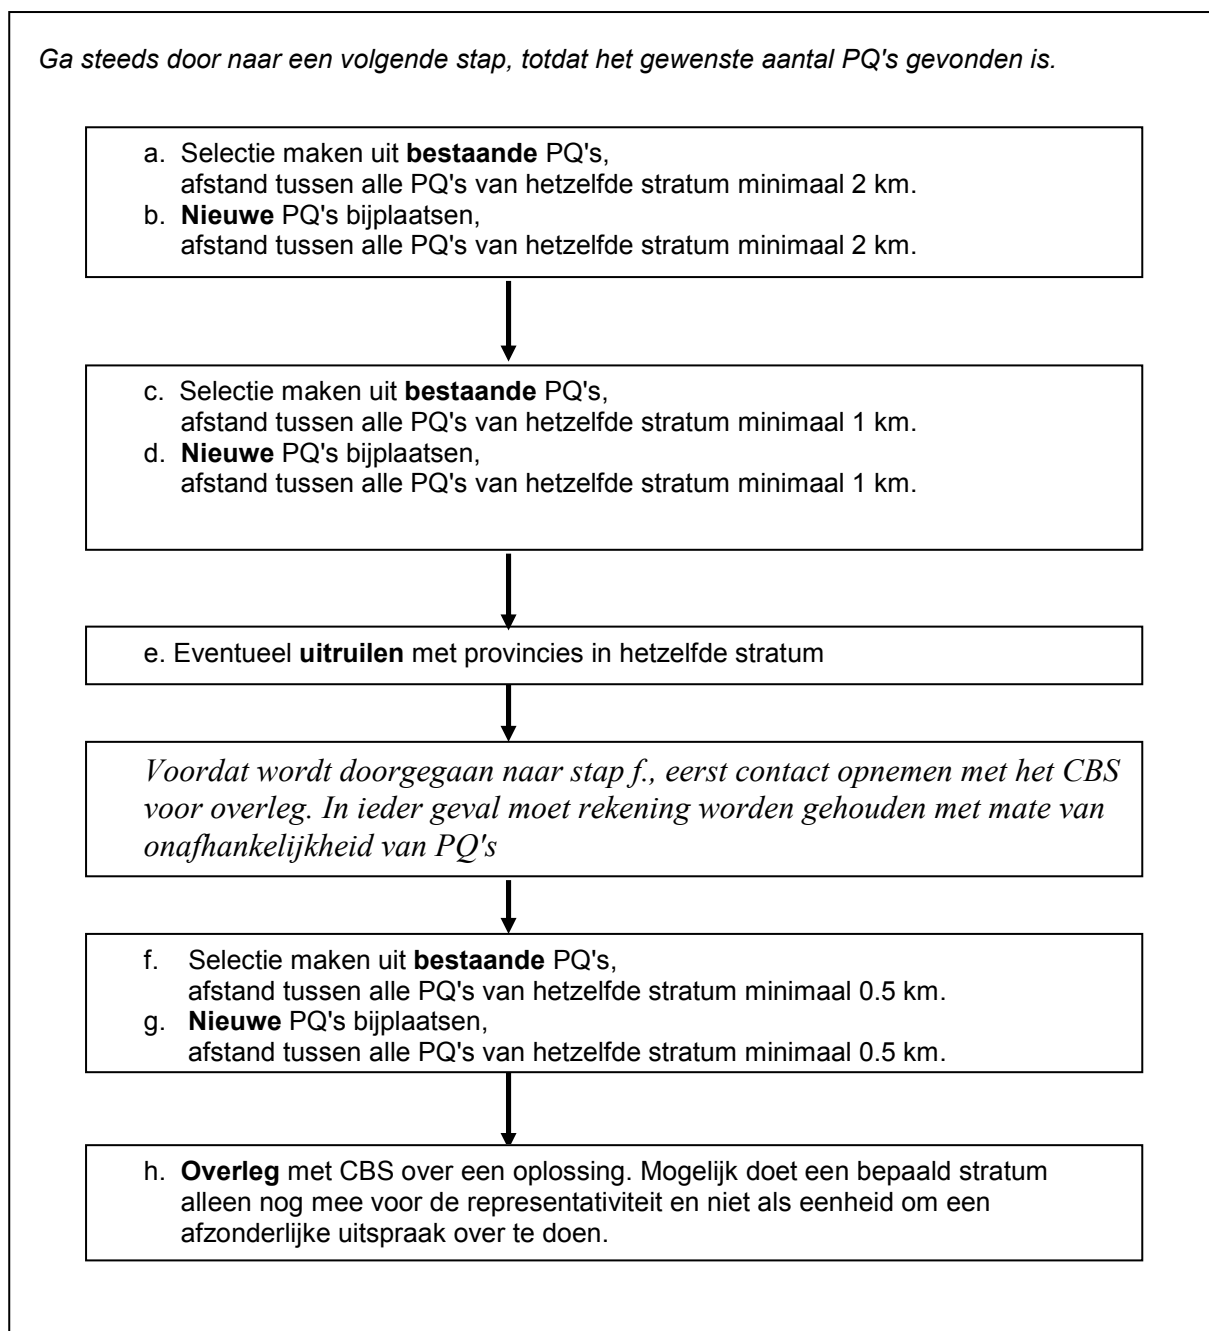 Ga steeds door naar een volgende stap, totdat het gewenste aantal PQ's gevonden is.
a. Selectie maken uit bestaande PQ's,
afstand tussen alle PQ's van hetzelfde stratum minimaal 2 km.
b. Nieuwe PQ's bijplaatsen,
afstand tussen alle PQ's van hetzelfde stratum minimaal 2 km.
c. Selectie maken uit bestaande PQ's,
afstand tussen alle PQ's van hetzelfde stratum minimaal 1 km.
d. Nieuwe PQ's bijplaatsen,
afstand tussen alle PQ's van hetzelfde stratum minimaal 1 km.
e. Eventueel uitruilen met provincies in hetzelfde stratum
Voordat wordt doorgegaan naar stap f., eerst contact opnemen met het CBS
voor overleg. In ieder geval moet rekening worden gehouden met mate van
onafhankelijkheid van PQ's
f. Selectie maken uit bestaande PQ's,
afstand tussen alle PQ's van hetzelfde stratum minimaal 0.5 km.
g. Nieuwe PQ's bijplaatsen,
afstand tussen alle PQ's van hetzelfde stratum minimaal 0.5 km.
h. Overleg met CBS over een oplossing. Mogelijk doet een bepaald stratum
alleen nog mee voor de representativiteit en niet als eenheid om een
afzonderlijke uitspraak over te doen.